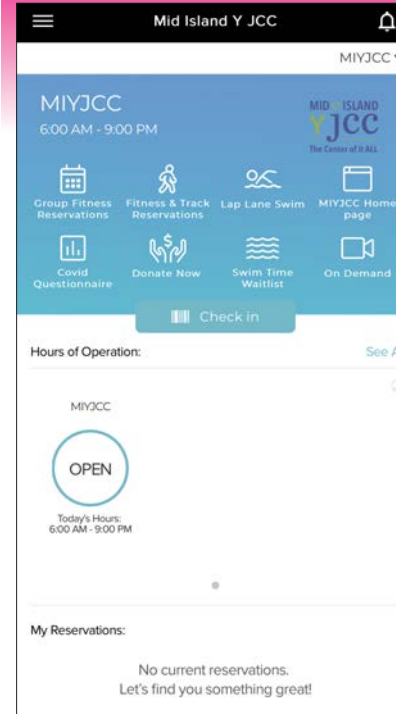 Mid Island Y JCC
MIYJCC
MIYJCC
6:00 AM - 9:00 PM
MID ISLAND
Y JCC
The Center of it ALL
Group Fitness
Reservations
Fitness & Track
Reservations
Lap Lane Swim
MIYJCC Home
page
Covid
Questionnaire
Donate Now
Swim Time
Waitlist
On Demand
Check in
Hours of Operation:
See A
MIYJCC
OPEN
Today's Hours:
6:00 AM - 9:00 PM
My Reservations:
No current reservations.
Let's find you something great!